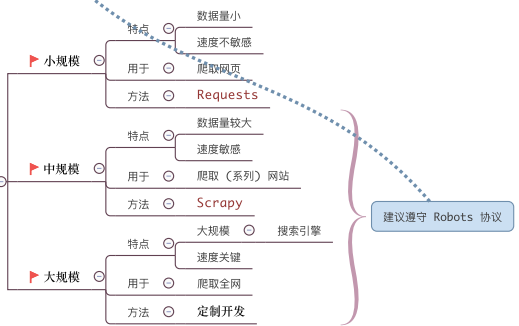 数据量小
特点
速度不敏感
小规模
用于
爬取网页
方法
Requests
数据量较大
特点
速度敏感
中规模
用于
爬取 (系列) 网站
方法
Scrapy
建议遵守 Robots 协议
大规模
搜索引擎
特点
速度关键
大规模
用于
爬取全网
方法
定制开发